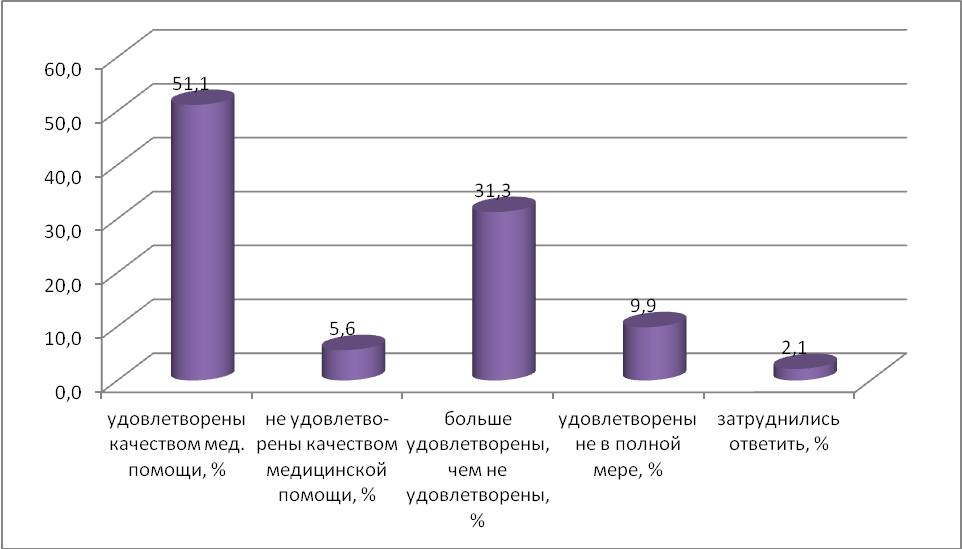 60,0
50,0
40,0
30,0
20,0
10,0
0,0
51,1
5,6
31,3
9,9
2,1
удовлетворены
качеством мед.
помощи, %
не удовлетво-
рены качеством
медицинской
помощи, %
больше
удовлетворены,
чем не
удовлетворены,
%
удовлетворены
не в полной
мере, %
затруднились
ответить, %